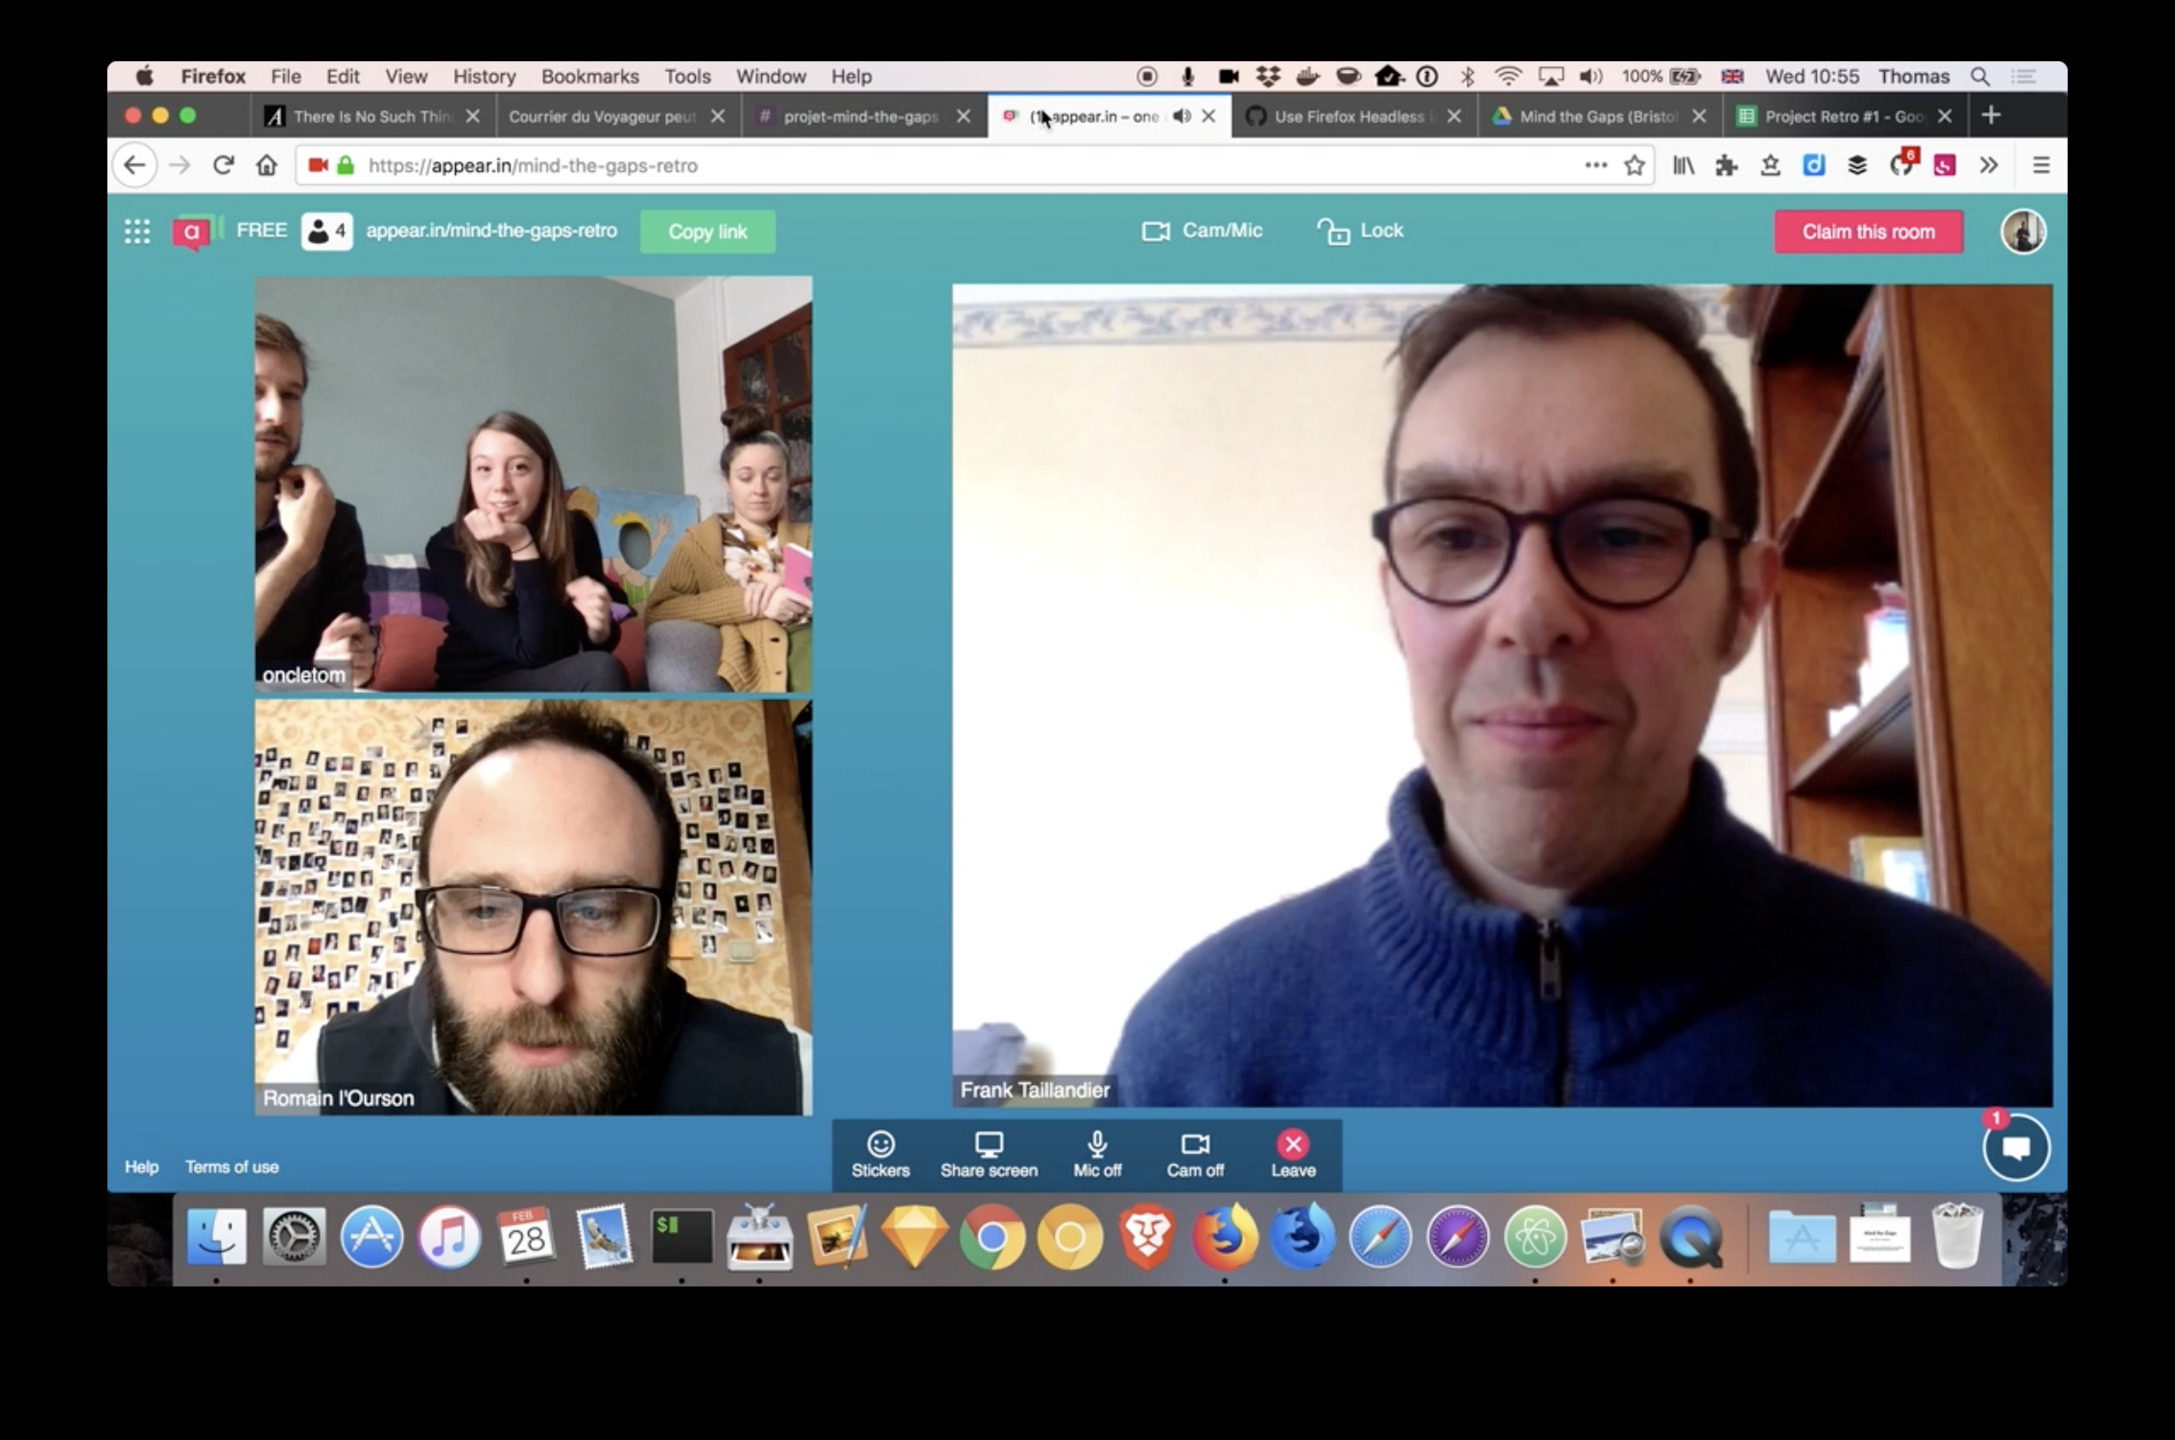 Firefox File Edit View History Bookmarks Tools Window Help 100% Wed 10:55 Thomas
There Is No Such Thin
Courrier du Voyageur peut
# projet-mind-the-gaps
appear.in – one
Use Firefox Headless i
Mind the Gaps (Bristol
Project Retro #1 - Goo
https://appear.in/mind-the-gaps-retro
6
a FREE 4 appear.in/mind-the-gaps-retro Copy link Cam/Mic Lock Claim this room
oncletom
Romain l'Ourson
Frank Taillandier
1
Help Terms of use
Stickers Share screen Mic off Cam off Leave
FEB
28
$